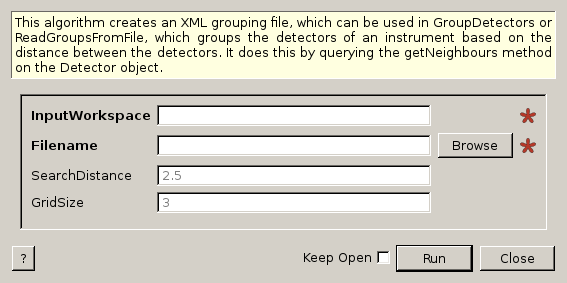 This algorithm creates an XML grouping file, which can be used in GroupDetectors or
ReadGroupsFromFile, which groups the detectors of an instrument based on the
distance between the detectors. It does this by querying the getNeighbours method
on the Detector object.
InputWorkspace
Filename
Browse
SearchDistance 2.5
GridSize 3
? Keep Open Run Close